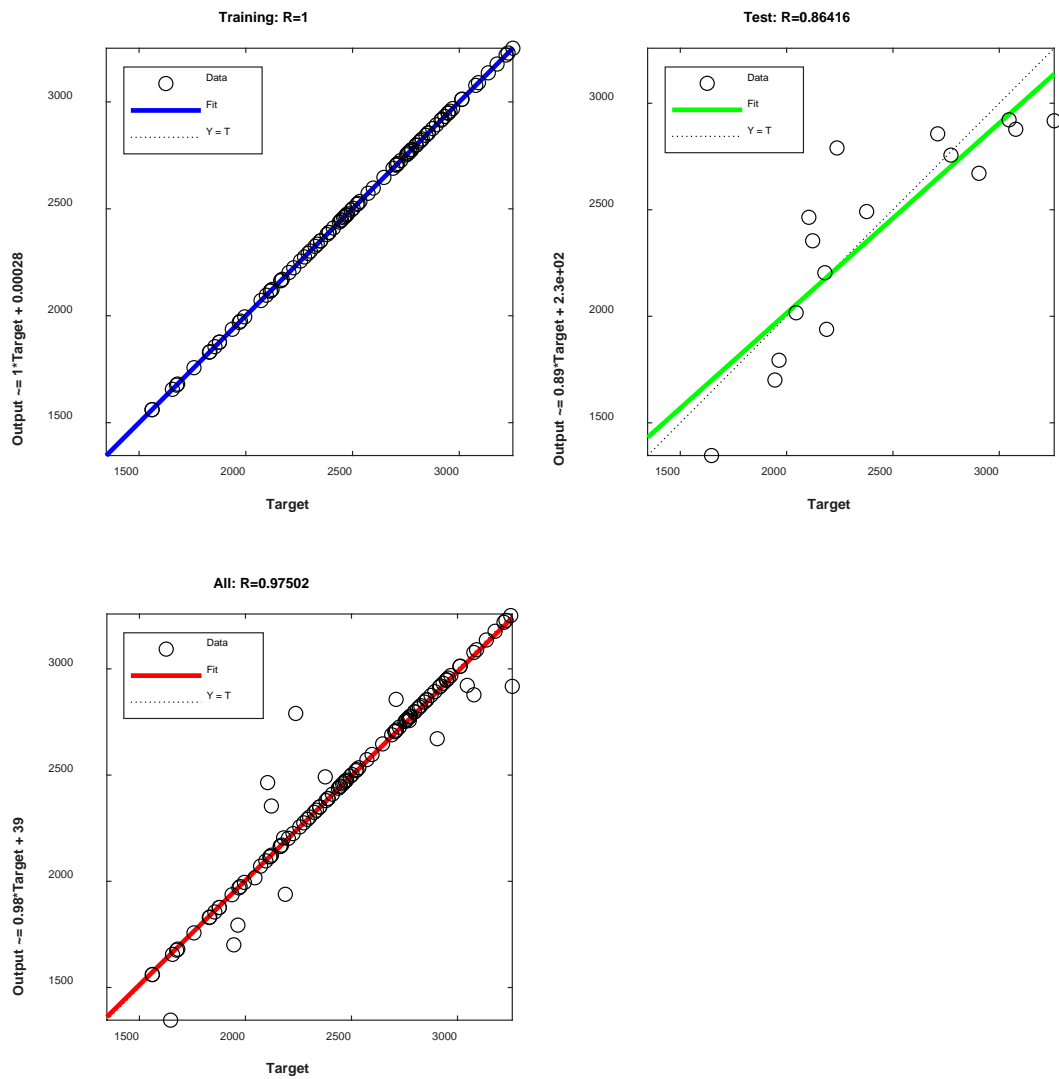 Training: R=1
Data
Fit
Y = T
3000
2500
2000
1500
1500 2000 2500 3000
Target
Output ~= 1*Target + 0.00028
Test: R=0.86416
Data
Fit
Y = T
3000
2500
2000
1500
1500 2000 2500 3000
Target
Output ~= 0.89*Target + 2.3e+02
All: R=0.97502
Data
Fit
Y = T
3000
2500
2000
1500
1500 2000 2500 3000
Target
Output ~= 0.98*Target + 39